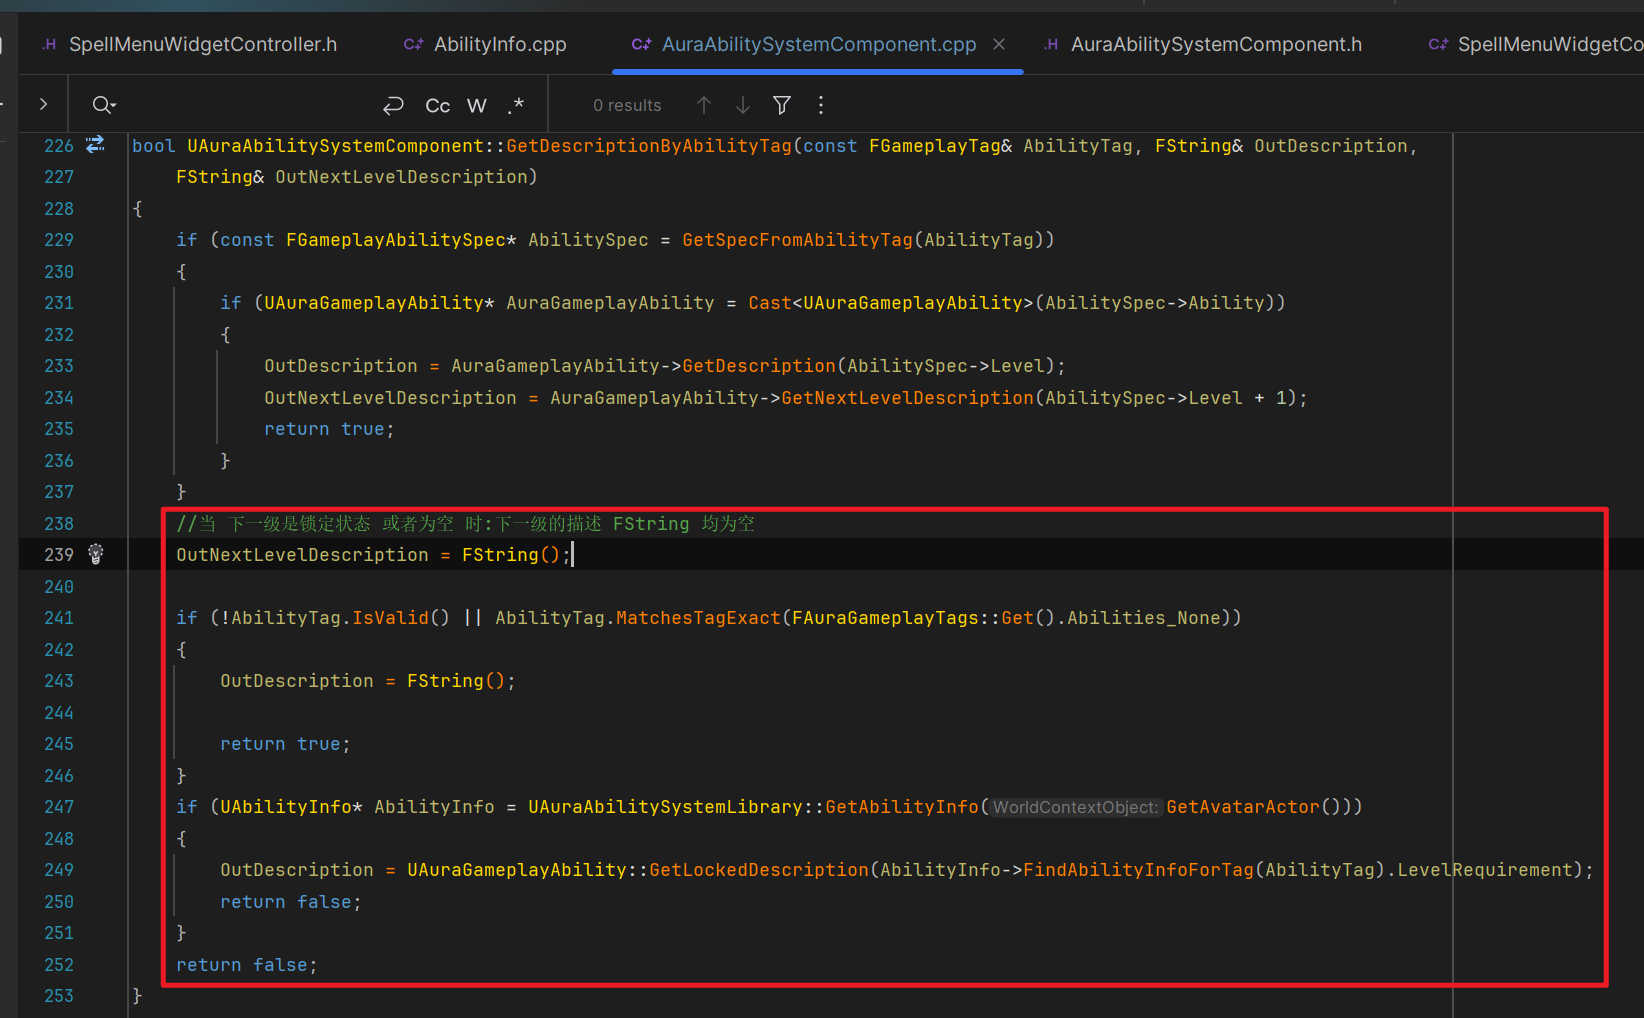 .H SpellMenuWidgetController.h C++ AbilityInfo.cpp C++ AuraAbilitySystemComponent.cpp × .H AuraAbilitySystemComponent.h C++ SpellMenuWidgetCo
Cc W .* 0 results
226 bool UAuraAbilitySystemComponent::GetDescriptionByAbilityTag(const FGameplayTag& AbilityTag, FString& OutDescription,
227 FString& OutNextLevelDescription)
228 {
229 if (const FGameplayAbilitySpec* AbilitySpec = GetSpecFromAbilityTag(AbilityTag))
230 {
231 if (UAuraGameplayAbility* AuraGameplayAbility = Cast<UAuraGameplayAbility>(AbilitySpec->Ability))
232 {
233 OutDescription = AuraGameplayAbility->GetDescription(AbilitySpec->Level);
234 OutNextLevelDescription = AuraGameplayAbility->GetNextLevelDescription(AbilitySpec->Level + 1);
235 return true;
236 }
237 }
238 //当 下一级是锁定状态 或者为空 时:下一级的描述 FString 均为空
239 OutNextLevelDescription = FString();
240
241 if (!AbilityTag.IsValid() || AbilityTag.MatchesTagExact(FAuraGameplayTags::Get().Abilities_None))
242 {
243 OutDescription = FString();
244
245 return true;
246 }
247 if (UAbilityInfo* AbilityInfo = UAuraAbilitySystemLibrary::GetAbilityInfo(WorldContextObject: GetAvatarActor()))
248 {
249 OutDescription = UAuraGameplayAbility::GetLockedDescription(AbilityInfo->FindAbilityInfoForTag(AbilityTag).LevelRequirement);
250 return false;
251 }
252 return false;
253 }